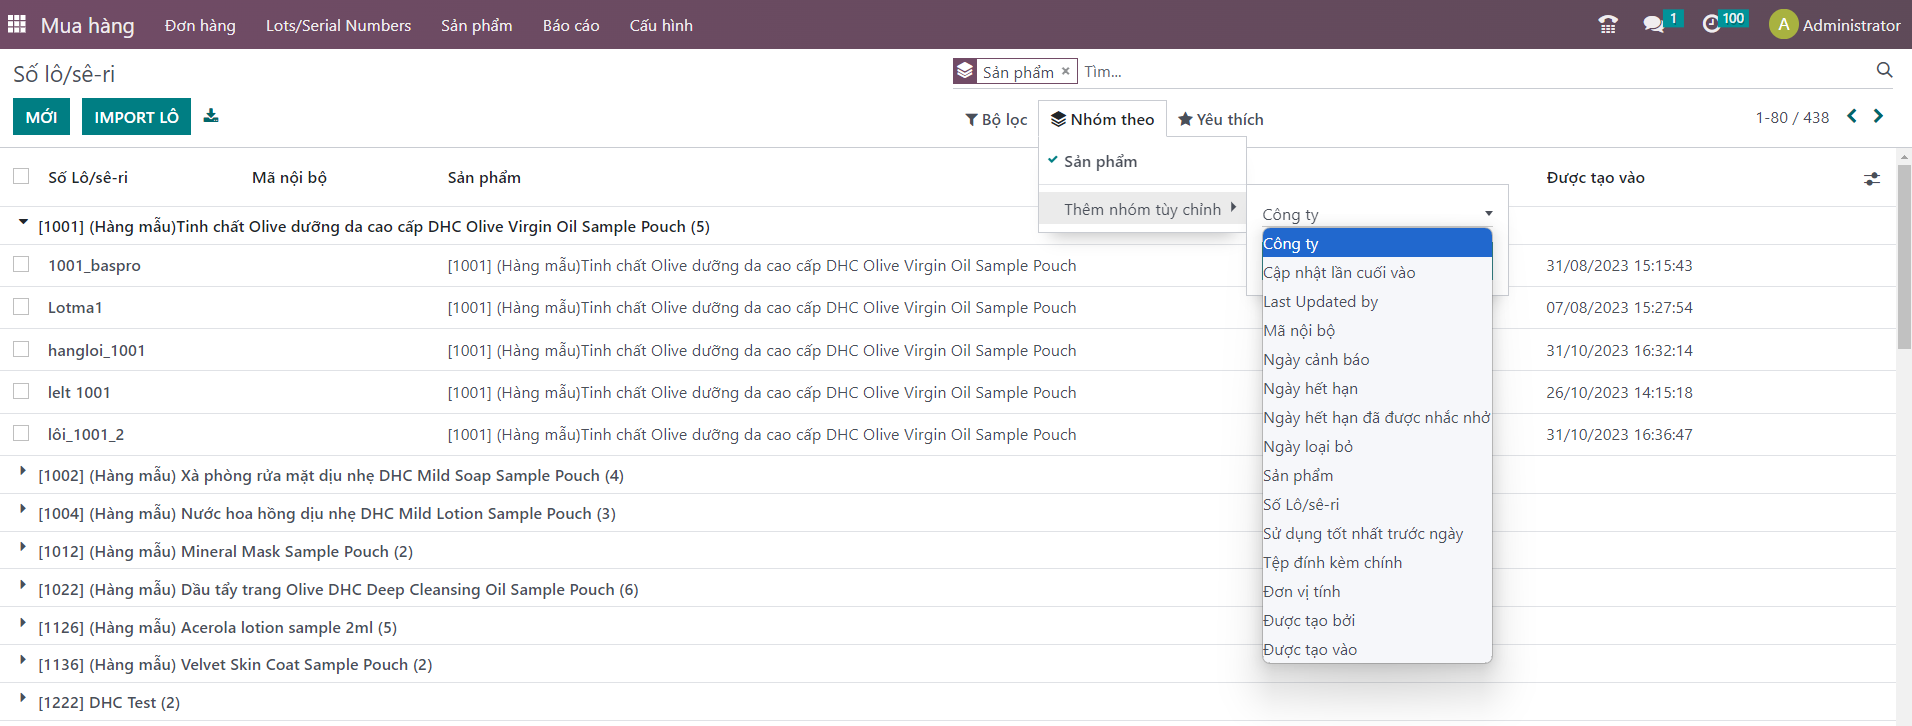 Mua hàng Đơn hàng Lots/Serial Numbers Sản phẩm Báo cáo Cấu hình 1 100 A Administrator
Số lô/sê-ri Sản phẩm × Tìm...
MỚI IMPORT LÔ Bộ lọc Nhóm theo Yêu thích 1-80 / 438
Sản phẩm
Thêm nhóm tùy chỉnh
Công ty
Công ty
Cập nhật lần cuối vào
Last Updated by
Mã nội bộ
Ngày cảnh báo
Ngày hết hạn
Ngày hết hạn đã được nhắc nhở
Ngày loại bỏ
Sản phẩm
Số Lô/sê-ri
Sử dụng tốt nhất trước ngày
Tệp đính kèm chính
Đơn vị tính
Được tạo bởi
Được tạo vào
Số Lô/sê-ri Mã nội bộ Sản phẩm Được tạo vào
[1001] (Hàng mẫu)Tinh chất Olive dưỡng da cao cấp DHC Olive Virgin Oil Sample Pouch (5)
1001_baspro [1001] (Hàng mẫu)Tinh chất Olive dưỡng da cao cấp DHC Olive Virgin Oil Sample Pouch 31/08/2023 15:15:43
Lotma1 [1001] (Hàng mẫu)Tinh chất Olive dưỡng da cao cấp DHC Olive Virgin Oil Sample Pouch 07/08/2023 15:27:54
hangloi_1001 [1001] (Hàng mẫu)Tinh chất Olive dưỡng da cao cấp DHC Olive Virgin Oil Sample Pouch 31/10/2023 16:32:14
lelt 1001 [1001] (Hàng mẫu)Tinh chất Olive dưỡng da cao cấp DHC Olive Virgin Oil Sample Pouch 26/10/2023 14:15:18
lôi_1001_2 [1001] (Hàng mẫu)Tinh chất Olive dưỡng da cao cấp DHC Olive Virgin Oil Sample Pouch 31/10/2023 16:36:47
[1002] (Hàng mẫu) Xà phòng rửa mặt dịu nhẹ DHC Mild Soap Sample Pouch (4)
[1004] (Hàng mẫu) Nước hoa hồng dịu nhẹ DHC Mild Lotion Sample Pouch (3)
[1012] (Hàng mẫu) Mineral Mask Sample Pouch (2)
[1022] (Hàng mẫu) Dầu tẩy trang Olive DHC Deep Cleansing Oil Sample Pouch (6)
[1126] (Hàng mẫu) Acerola lotion sample 2ml (5)
[1136] (Hàng mẫu) Velvet Skin Coat Sample Pouch (2)
[1222] DHC Test (2)